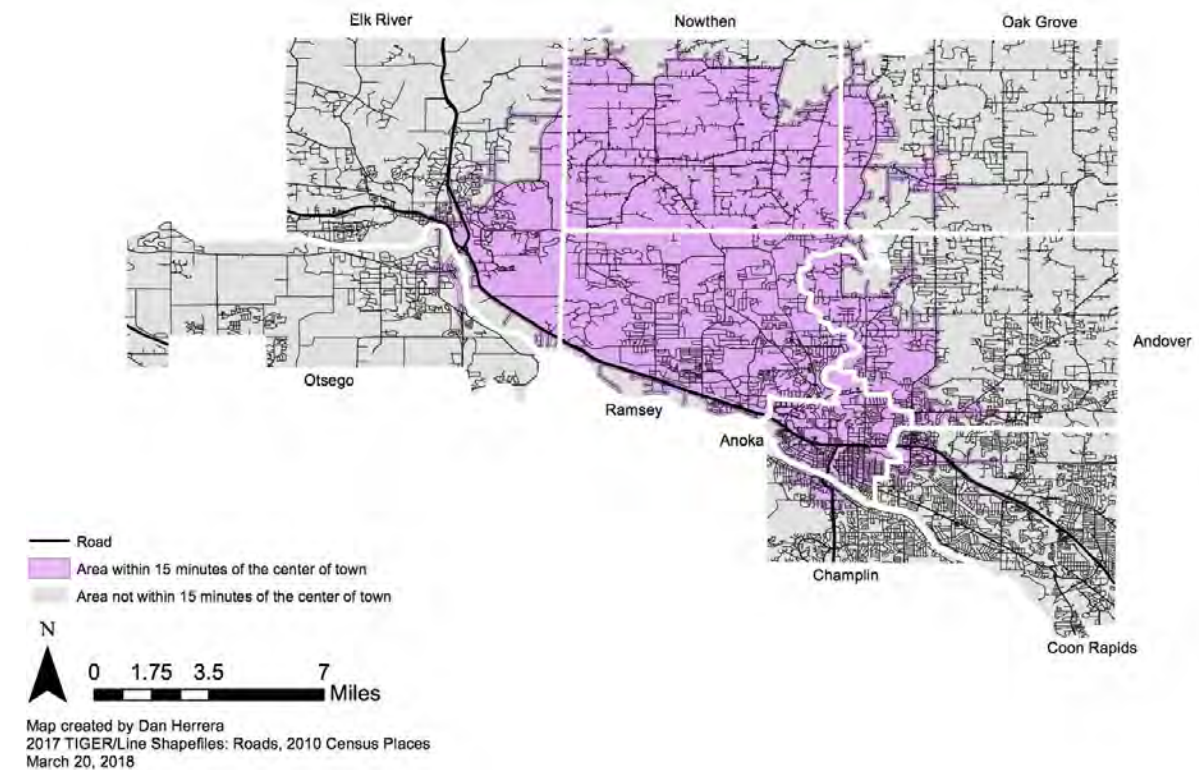 Elk River
Nowthen
Oak Grove
Andover
Otsego
Ramsey
Anoka
Champlin
Coon Rapids
Road
Area within 15 minutes of the center of town
Area not within 15 minutes of the center of town
N
0 1.75 3.5 7
Miles
Map created by Dan Herrera
2017 TIGER/Line Shapefiles: Roads, 2010 Census Places
March 20, 2018